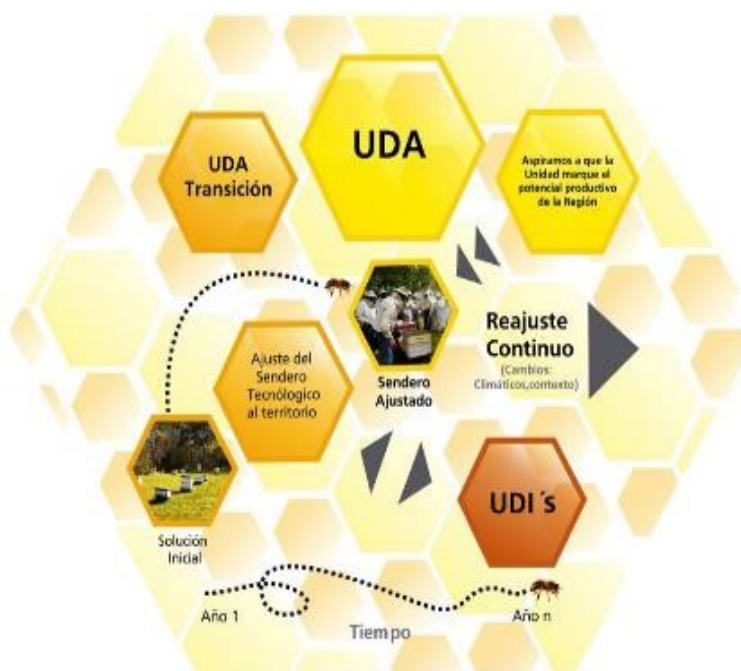 UDA
Transición
UDA
Aspiramos a que la
Unidad marque el
potencial productivo
de la Región
Ajuste del
Sendero
Tecnólogico
al territorio
Sendero
Ajustado
Reajuste
Continuo
(Cambios:
Climáticos,contexto)
Solución
Inicial
UDI´s
Año 1
Tiempo
Año n